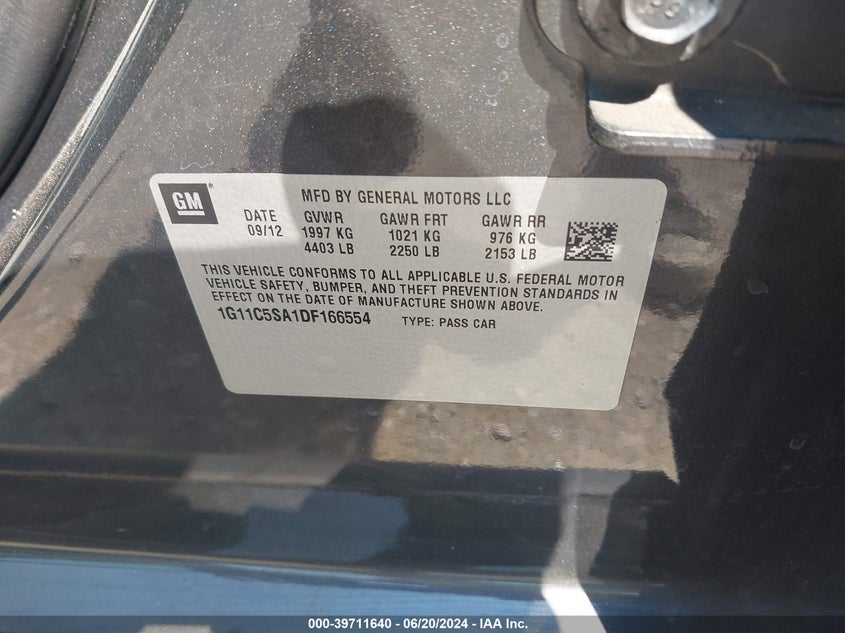 GM
MFD BY GENERAL MOTORS LLC
DATE GVWR GAWR FRT GAWR RR
09/12 1997 KG 1021 KG 976 KG
4403 LB 2250 LB 2153 LB
THIS VEHICLE CONFORMS TO ALL APPLICABLE U.S. FEDERAL MOTOR
VEHICLE SAFETY, BUMPER, AND THEFT PREVENTION STANDARDS IN
EFFECT ON THE DATE OF MANUFACTURE SHOWN ABOVE.
1G11C5SA1DF166554 TYPE: PASS CAR
000-39711640 - 06/20/2024 - IAA Inc.